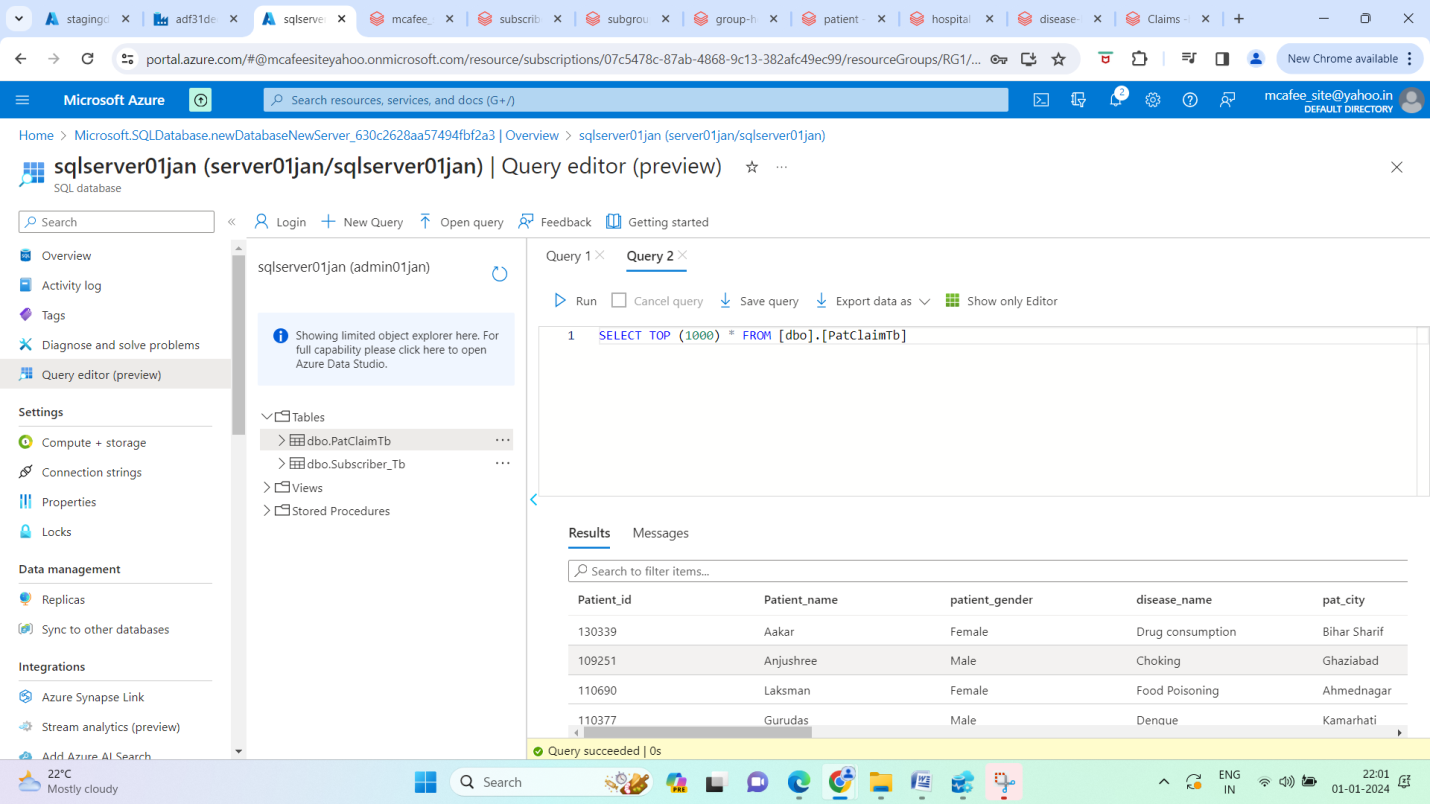 stagingd
adf31de
sqlserve
mcafee_
subscrib
subgrou
group-h
patient -
hospital
disease-
Claims -
portal.azure.com/#@mcafeesiteyahoo.onmicrosoft.com/resource/subscriptions/07c5478c-87ab-4868-9c13-382afc49ec99/resourceGroups/RG1/...
New Chrome available
Microsoft Azure
Search resources, services, and docs (G+/)
2
mcafee_site@yahoo.in
DEFAULT DIRECTORY
Home > Microsoft.SQLDatabase.newDatabaseNewServer_630c2628aa57494fbf2a3 | Overview > sqlserver01jan (server01jan/sqlserver01jan)
sqlserver01jan (server01jan/sqlserver01jan) | Query editor (preview)
SQL database
Search
Overview
Activity log
Tags
Diagnose and solve problems
Query editor (preview)
Settings
Compute + storage
Connection strings
Properties
Locks
Data management
Replicas
Sync to other databases
Integrations
Azure Synapse Link
Stream analytics (preview)
Add Azure AI Search
Login New Query Open query Feedback Getting started
sqlserver01jan (admin01jan)
Showing limited object explorer here. For
full capability please click here to open
Azure Data Studio.
Tables
dbo.PatClaimTb
dbo.Subscriber_Tb
Views
Stored Procedures
Query 1 Query 2
Run Cancel query Save query Export data as Show only Editor
1 SELECT TOP (1000) * FROM [dbo].[PatClaimTb]
Results Messages
Search to filter items...
Patient_id Patient_name patient_gender disease_name pat_city
130339 Aakar Female Drug consumption Bihar Sharif
109251 Anjushree Male Choking Ghaziabad
110690 Laksman Female Food Poisoning Ahmednagar
110377 Gurudas Male Dengue Kamarhati
Query succeeded | 0s
22°C
Mostly cloudy
Search
PRE
ENG
IN
22:01
01-01-2024